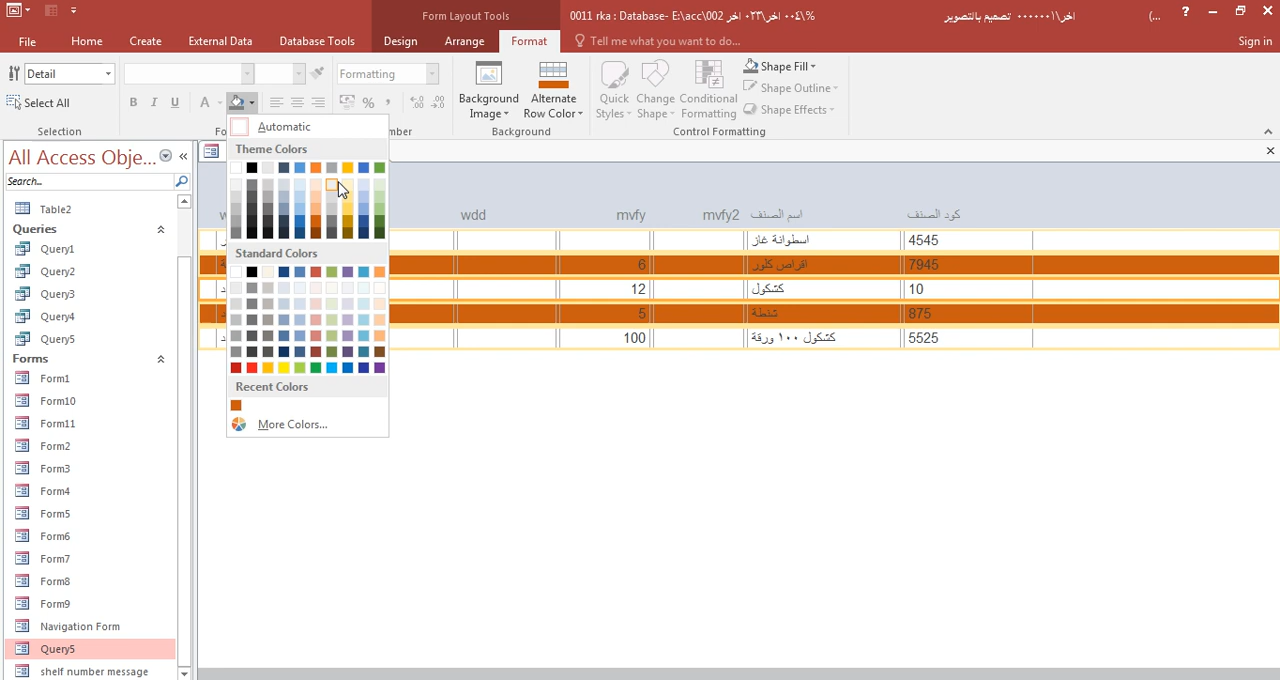 Form Layout Tools
0011 rka : Database- E:\acc\002 اخر ٠٢٣\اخر ٠٠٤\%
اخر\٠٠٠٠٠٠١ تصميم بالتصوير
(...
?
File
Home
Create
External Data
Database Tools
Design
Arrange
Format
Tell me what you want to do...
Sign in
Detail
Formatting
Select All
B I U A
% ,
Background Image
Alternate Row Color
Quick Styles
Change Shape
Conditional Formatting
Shape Fill
Shape Outline
Shape Effects
Selection
Background
Control Formatting
Automatic
Theme Colors
Standard Colors
Recent Colors
More Colors...
All Access Obje...
Search...
Table2
Queries
Query1
Query2
Query3
Query4
Query5
Forms
Form1
Form10
Form11
Form2
Form3
Form4
Form5
Form6
Form7
Form8
Form9
Navigation Form
Query5
shelf number message
wdd mvfy mvfy2 اسم الصنف كود الصنف
اسطوانة غاز 4545
6 اقراص كلور 7945
12 كشكول 10
5 شنطة 875
100 كشكول ١٠٠ ورقة 5525